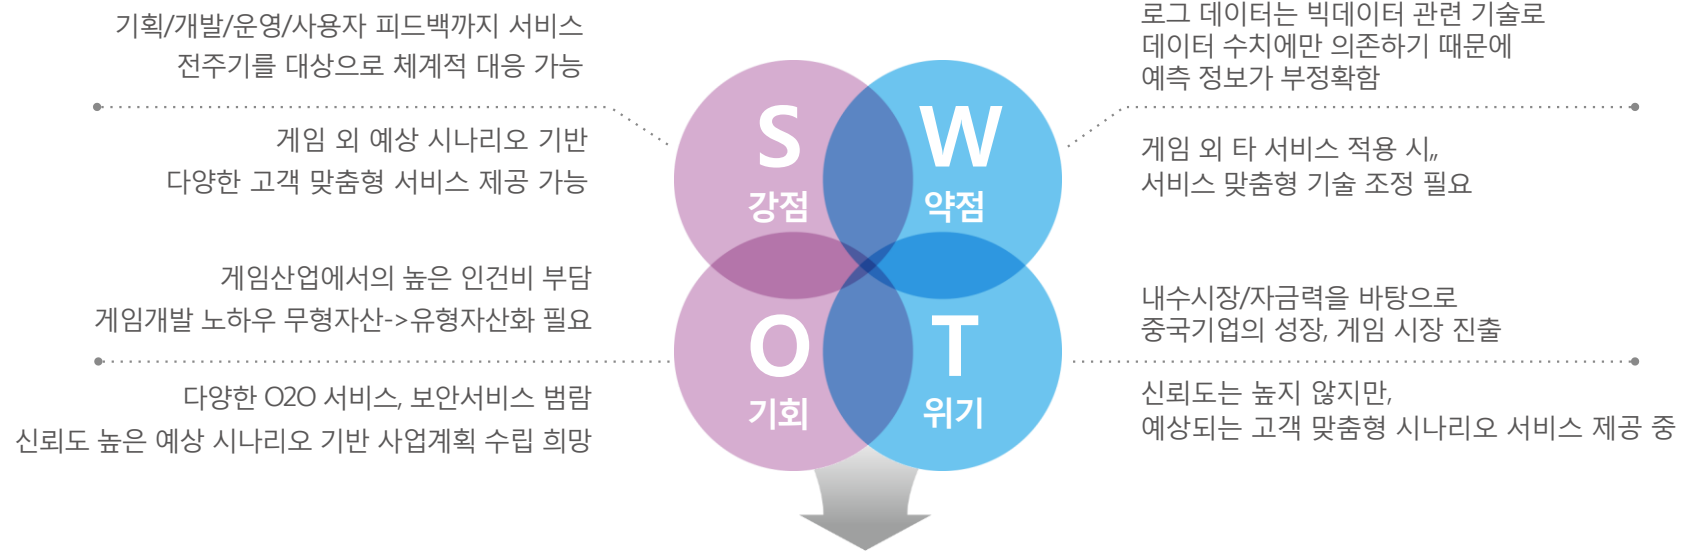 기획/개발/운영/사용자 피드백까지 서비스
전주기를 대상으로 체계적 대응 가능
게임 외 예상 시나리오 기반
다양한 고객 맞춤형 서비스 제공 가능
S
강점
W
약점
로그 데이터는 빅데이터 관련 기술로
데이터 수치에만 의존하기 때문에
예측 정보가 부정확함
게임 외 타 서비스 적용 시,,
서비스 맞춤형 기술 조정 필요
게임산업에서의 높은 인건비 부담
게임개발 노하우 무형자산->유형자산화 필요
다양한 O2O 서비스, 보안서비스 범람
신뢰도 높은 예상 시나리오 기반 사업계획 수립 희망
O
기회
T
위기
내수시장/자금력을 바탕으로
중국기업의 성장, 게임 시장 진출
신뢰도는 높지 않지만,
예상되는 고객 맞춤형 시나리오 서비스 제공 중